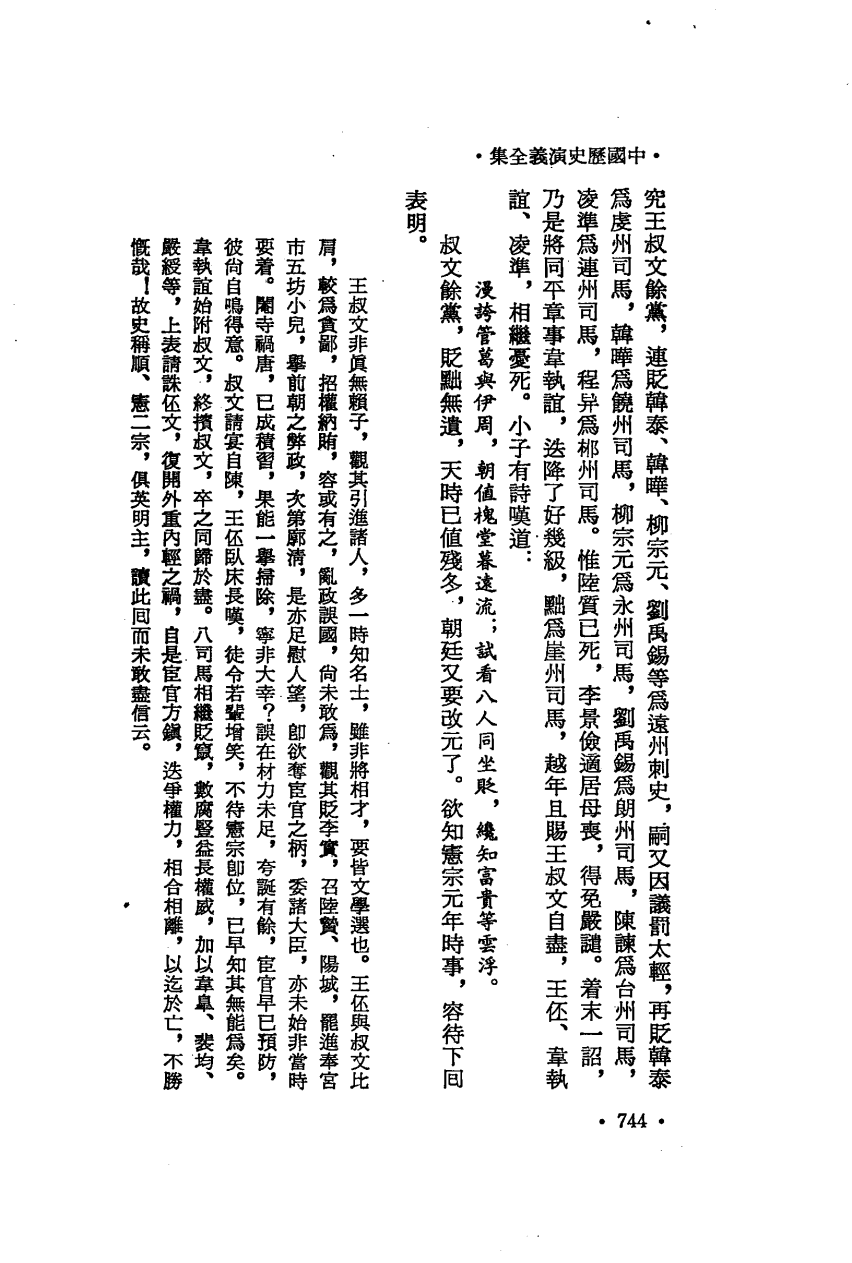 ·中國歷史演義全集·
究王叔文餘黨，連貶韓泰、韓曄、柳宗元、劉禹錫等爲遠州刺史，嗣又因議罰太輕，再貶韓泰
爲虔州司馬，韓曄爲饒州司馬，柳宗元爲永州司馬，劉禹錫爲朗州司馬，陳諫爲台州司馬，
凌準爲連州司馬，程异爲郴州司馬。惟陸質已死，李景儉適居母喪，得免嚴譴。着末一詔，
乃是將同平章事韋執誼，迭降了好幾級，黜爲崖州司馬，越年且賜王叔文自盡，王伾、韋執
誼、凌準，相繼憂死。小子有詩嘆道：
漫誇管葛與伊周，朝値槐堂暮遠流；試看八人同坐貶，纔知富貴等雲浮。
叔文餘黨，貶黜無遺，天時已値殘冬，朝廷又要改元了。欲知憲宗元年時事，容待下回
表明。
王叔文非眞無賴子，觀其引進諸人，多一時知名士，雖非將相才，要皆文學選也。王伾與叔文比
肩，較爲貪鄙，招權納賄，容或有之，亂政誤國，尙未敢爲，觀其貶李實，召陸贄、陽城，罷進奉宮
市五坊小兒，擧前朝之弊政，次第廓清，是亦足慰人望，卽欲奪宦官之柄，委諸大臣，亦未始非當時
要着。閹寺禍唐，已成積習，果能一擧掃除，寧非大幸？誤在材力未足，夸誕有餘，宦官早已預防，
彼尙自鳴得意。叔文請宴自陳，王伾臥床長嘆，徒令若輩增笑，不待憲宗卽位，已早知其無能爲矣。
韋執誼始附叔文，終擯叔文，卒之同歸於盡。八司馬相繼貶竄，數腐豎益長權威，加以韋皐、裴均、
嚴綬等，上表請誅伾文，復開外重內輕之禍，自是宦官方鎭，迭爭權力，相合相離，以迄於亡，不勝
慨哉！故史稱順、憲二宗，俱英明主，讀此回而未敢盡信云。
·744·